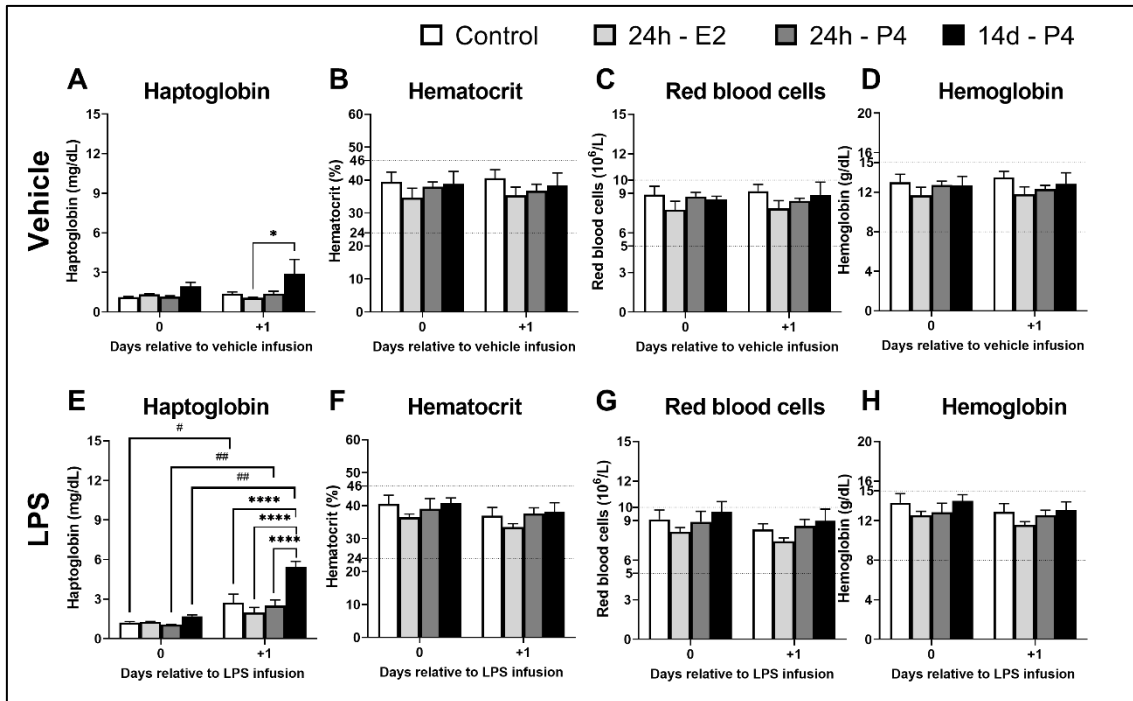 Control 24h - E2 24h - P4 14d - P4
Vehicle
A Haptoglobin
Haptoglobin (mg/dL)
15
12
9
6
3
0
*
0 +1
Days relative to vehicle infusion
B Hematocrit
Hematocrit (%)
60
50
46
40
30
24
20
10
0
0 +1
Days relative to vehicle infusion
C Red blood cells
Red blood cells (10⁶/L)
15
12
10
9
6
5
3
0
0 +1
Days relative to vehicle infusion
D Hemoglobin
Hemoglobin (g/dL)
20
16
15
12
8
4
0
0 +1
Days relative to vehicle infusion
LPS
E Haptoglobin
Haptoglobin (mg/dL)
15
12
9
6
3
0
#
##
##
****
****
****
0 +1
Days relative to LPS infusion
F Hematocrit
Hematocrit (%)
60
50
46
40
30
24
20
10
0
0 +1
Days relative to LPS infusion
G Red blood cells
Red blood cells (10⁶/L)
15
12
10
9
6
5
3
0
0 +1
Days relative to LPS infusion
H Hemoglobin
Hemoglobin (g/dL)
20
16
15
12
8
4
0
0 +1
Days relative to LPS infusion